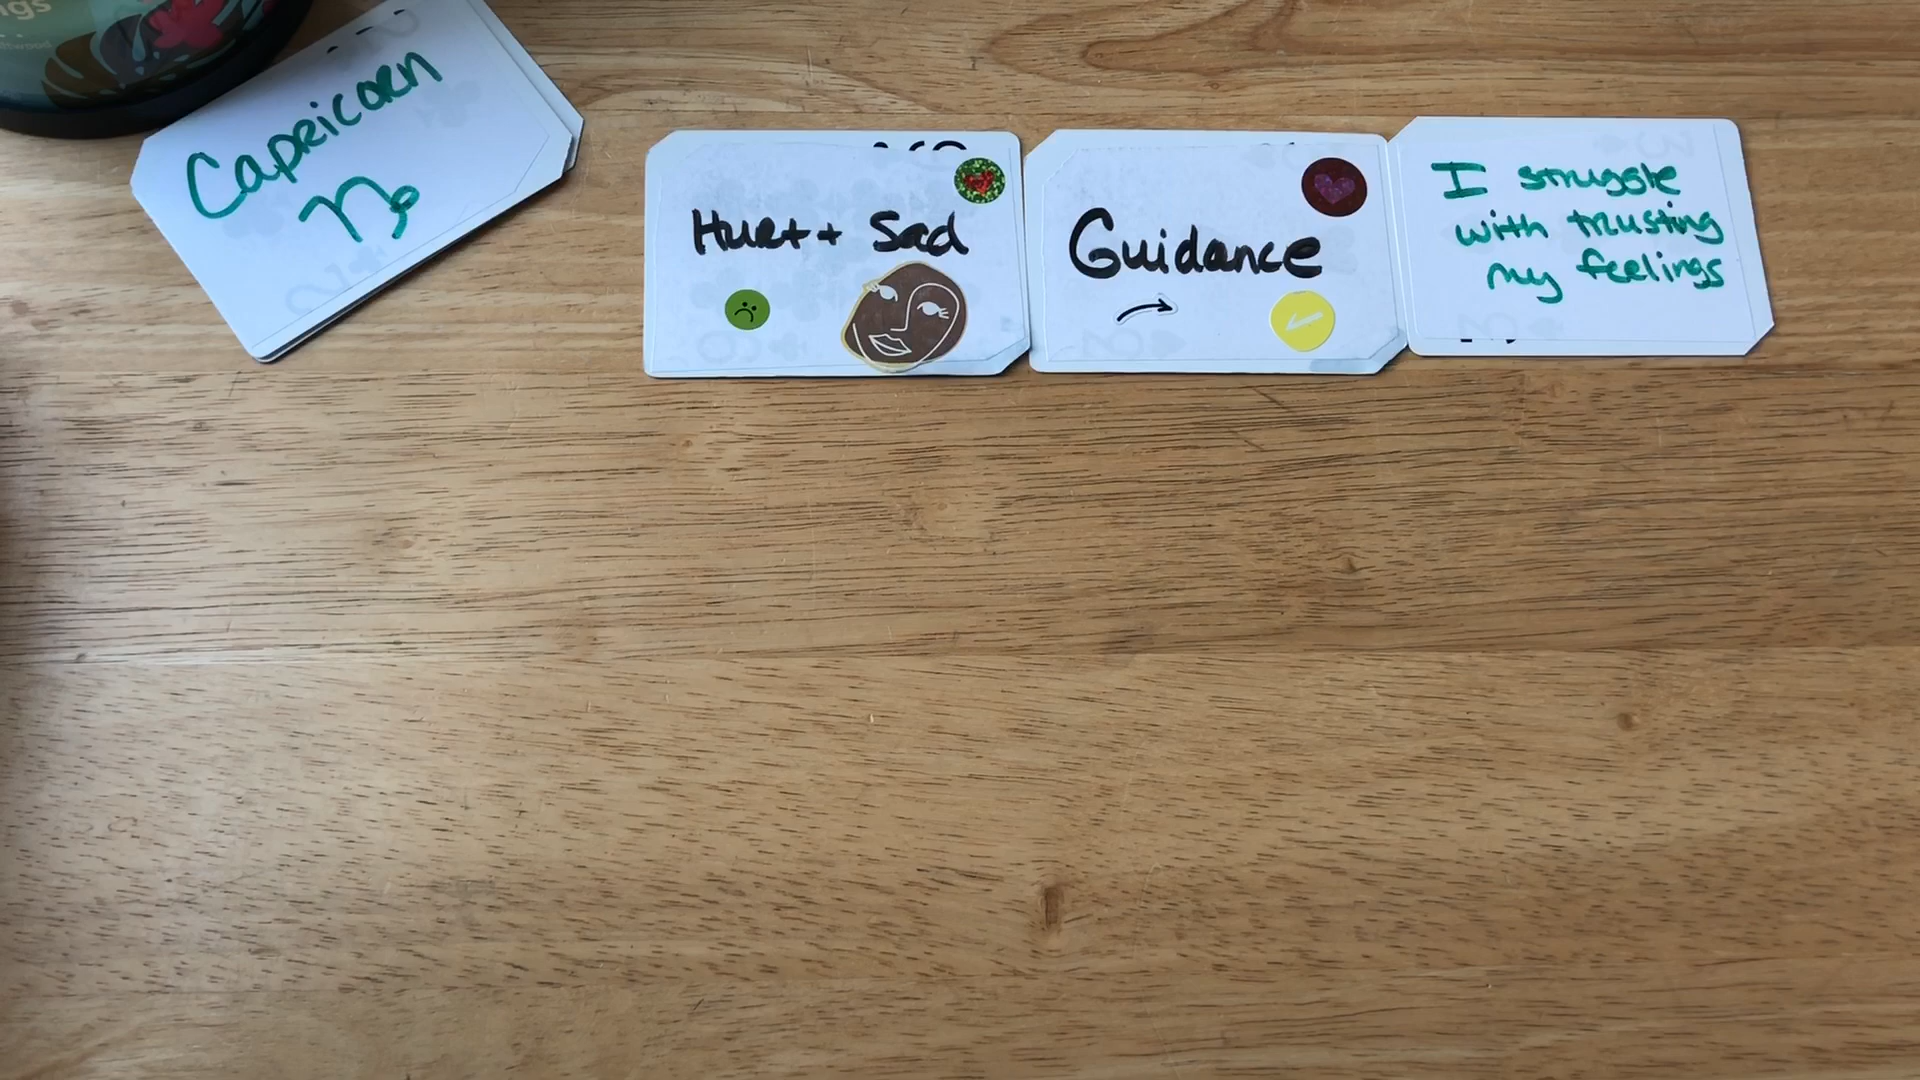 Capricorn
Hurt + Sad
Guidance
I struggle
with trusting
my feelings